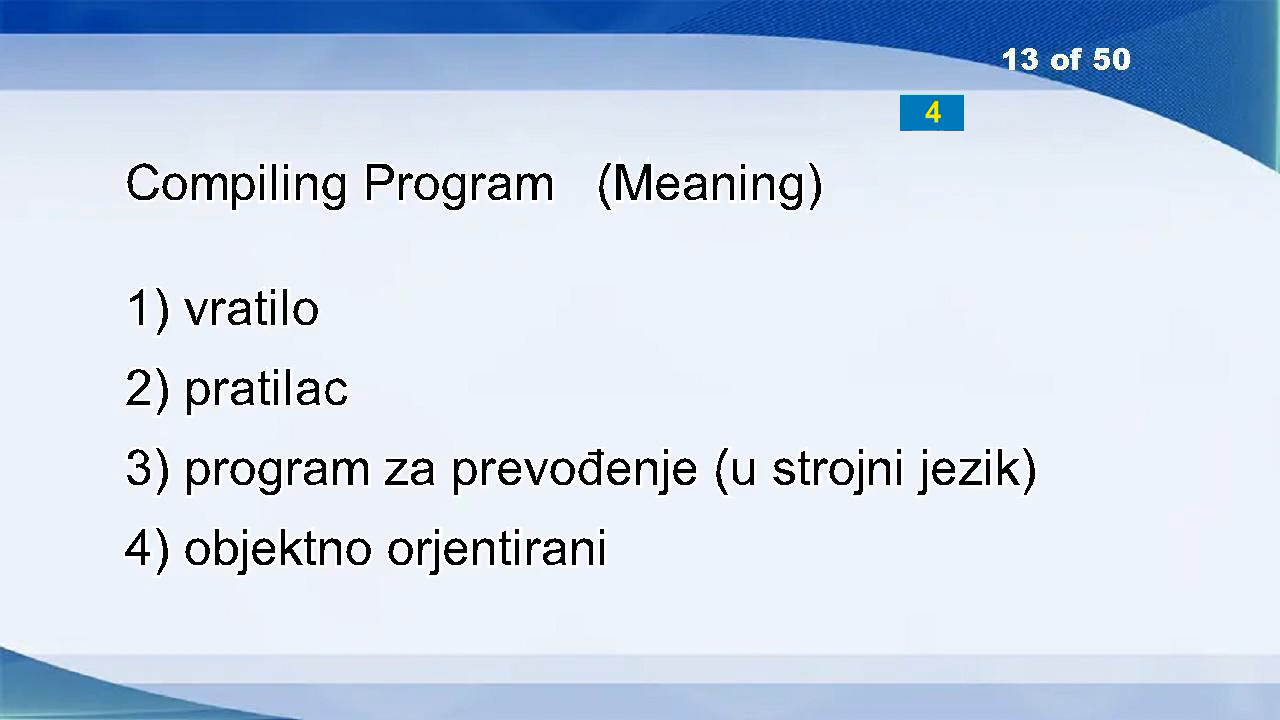 13 of 50
4
Compiling Program (Meaning)
1) vratilo
2) pratilac
3) program za prevođenje (u strojni jezik)
4) objektno orjentirani